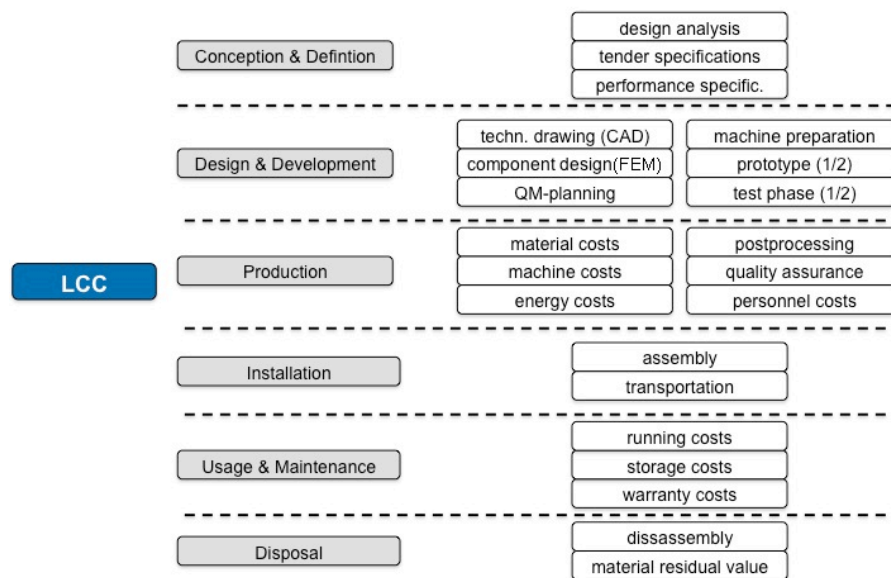 design analysis
Conception & Defintion
tender specifications
performance specific.
techn. drawing (CAD)
machine preparation
Design & Development
component design(FEM)
prototype (1/2)
QM-planning
test phase (1/2)
material costs
postprocessing
LCC
Production
machine costs
quality assurance
energy costs
personnel costs
assembly
Installation
transportation
running costs
Usage & Maintenance
storage costs
warranty costs
dissassembly
Disposal
material residual value